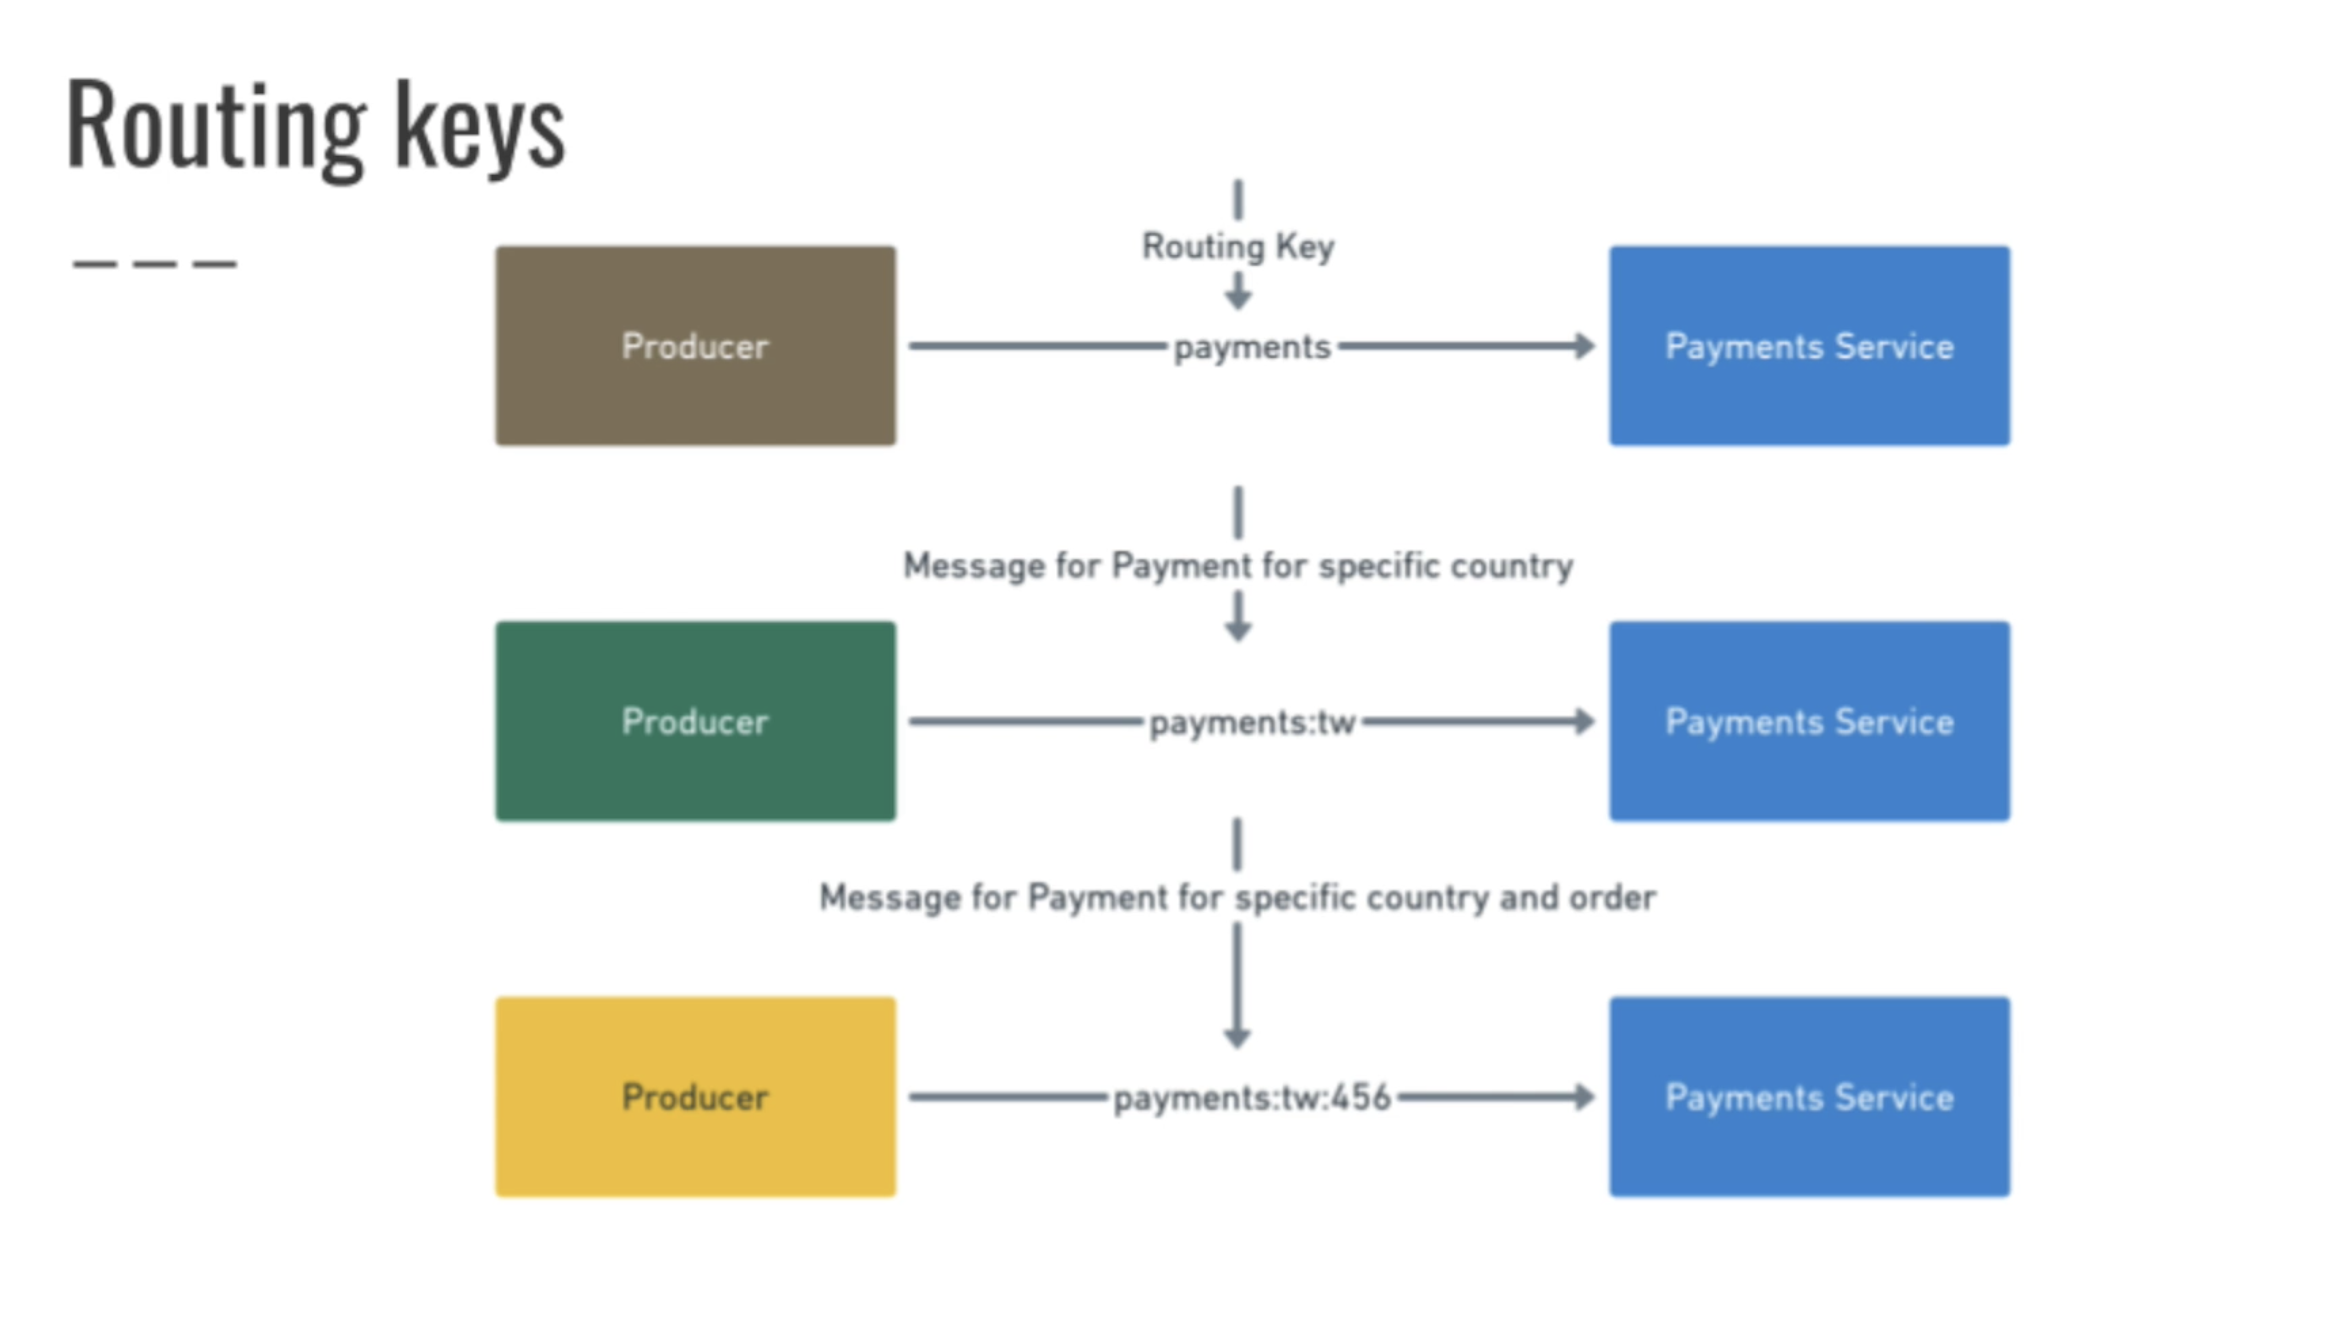 Routing keys
Routing Key
Producer
payments
Payments Service
Message for Payment for specific country
Producer
payments:tw
Payments Service
Message for Payment for specific country and order
Producer
payments:tw:456
Payments Service